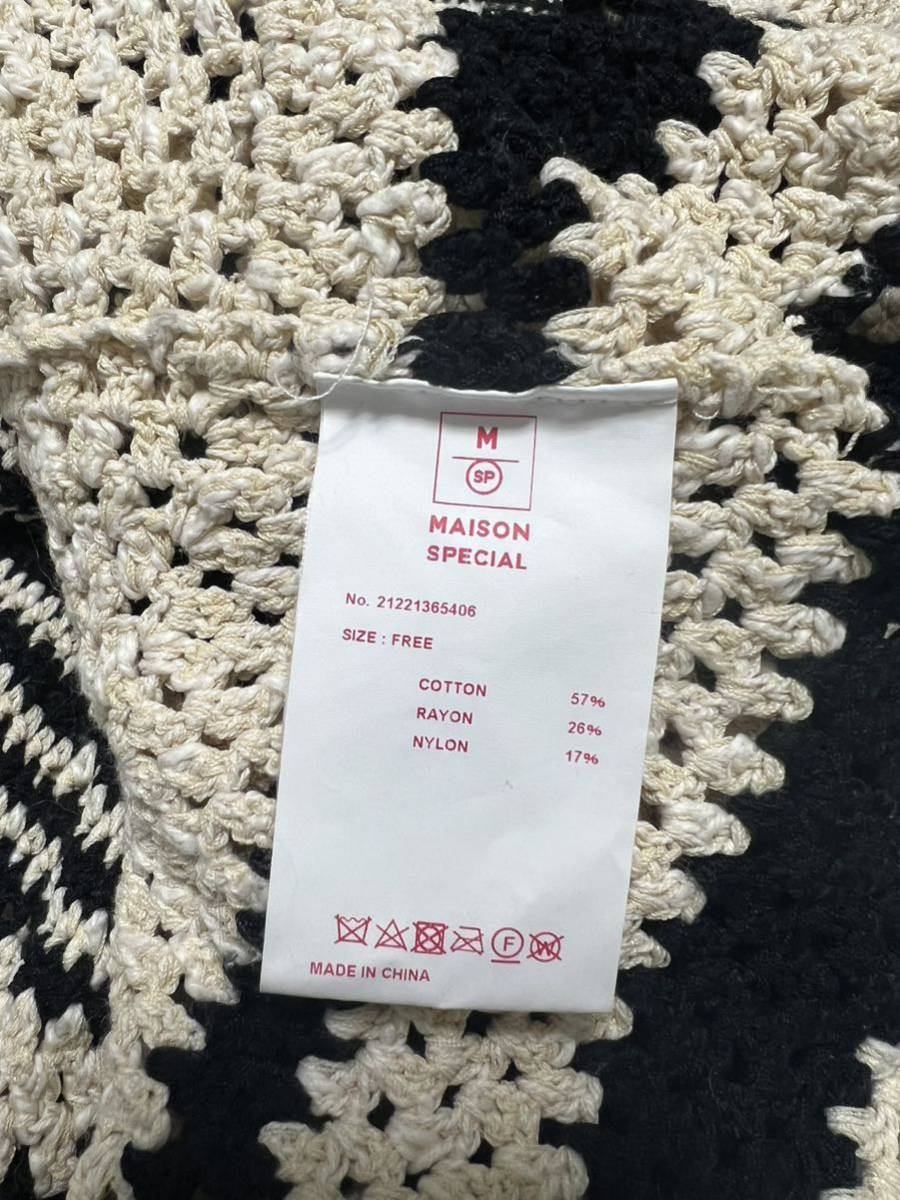 M
SP
MAISON
SPECIAL
No. 21221365406
SIZE : FREE
COTTON 57%
RAYON 26%
NYLON 17%
F
W
MADE IN CHINA